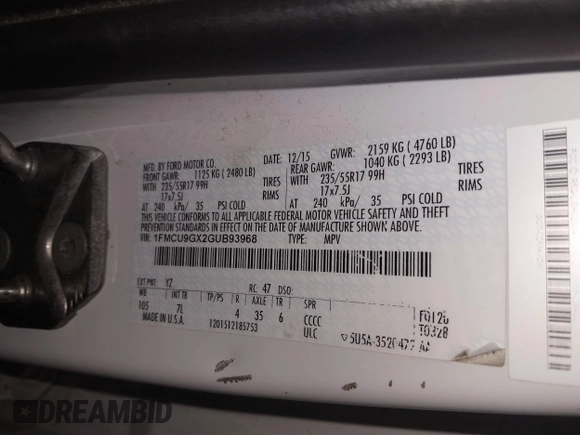 MFD. BY FORD MOTOR CO.
DATE: 12/15 GVWR: 2159 KG ( 4760 LB)
FRONT GAWR: 1125 KG ( 2480 LB) REAR GAWR: 1040 KG ( 2293 LB)
WITH 235/55R17 99H TIRES WITH 235/55R17 99H TIRES
17x7.5J RIMS 17x7.5J RIMS
AT 240 kPa/ 35 PSI COLD AT 240 kPa/ 35 PSI COLD
THIS VEHICLE CONFORMS TO ALL APPLICABLE FEDERAL MOTOR VEHICLE SAFETY AND THEFT
PREVENTION STANDARDS IN EFFECT ON THE DATE OF MANUFACTURE SHOWN ABOVE.
VIN: 1FMCU9GX2GUB93968 TYPE: MPV
EXT PNT: YZ RC: 47 DSO:
WB INT TR TP/PS R AXLE TR SPR
105 7L 4 35 6 CCCC
MADE IN U.S.A. 1201512185753 ULC
DREAMBID